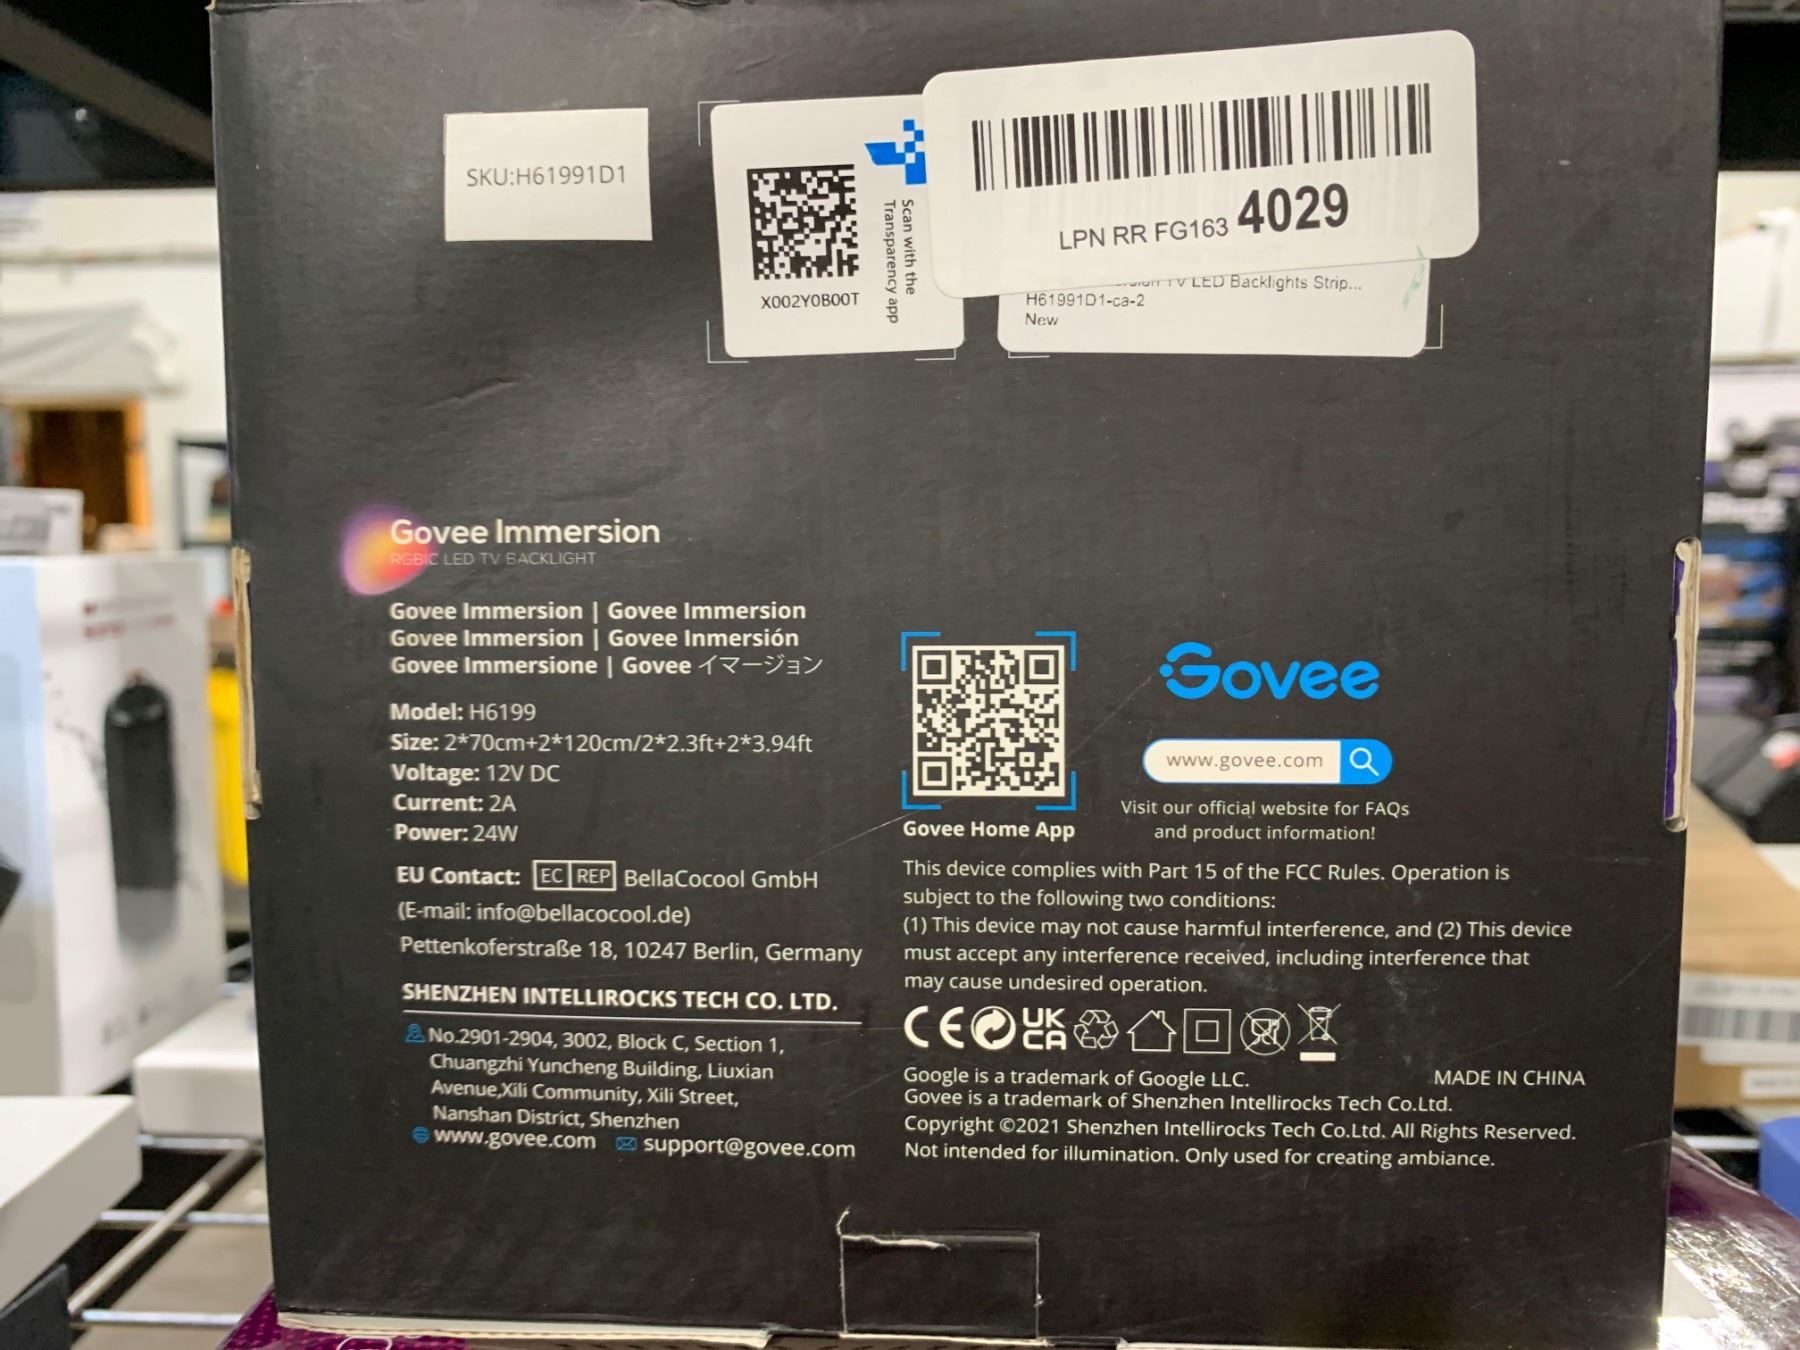 SKU:H61991D1
X002Y0B00T
Scan with the
Transparency app
LPN RR FG163 4029
TV LED Backlights Strip...
H61991D1-ca-2
New
Govee Immersion
RGBIC LED TV BACKLIGHT
Govee Immersion | Govee Immersion
Govee Immersion | Govee Inmersión
Govee Immersione | Govee イマージョン
Model: H6199
Size: 2*70cm+2*120cm/2*2.3ft+2*3.94ft
Voltage: 12V DC
Current: 2A
Power: 24W
EU Contact: EC REP BellaCocool GmbH
(E-mail: info@bellacocool.de)
Pettenkoferstraße 18, 10247 Berlin, Germany
SHENZHEN INTELLIROCKS TECH CO. LTD.
No.2901-2904, 3002, Block C, Section 1,
Chuangzhi Yuncheng Building, Liuxian
Avenue,Xili Community, Xili Street,
Nanshan District, Shenzhen
www.govee.com support@govee.com
Govee Home App
Govee
www.govee.com
Visit our official website for FAQs
and product information!
This device complies with Part 15 of the FCC Rules. Operation is
subject to the following two conditions:
(1) This device may not cause harmful interference, and (2) This device
must accept any interference received, including interference that
may cause undesired operation.
CE UK
CA
Google is a trademark of Google LLC. MADE IN CHINA
Govee is a trademark of Shenzhen Intellirocks Tech Co.Ltd.
Copyright ©2021 Shenzhen Intellirocks Tech Co.Ltd. All Rights Reserved.
Not intended for illumination. Only used for creating ambiance.